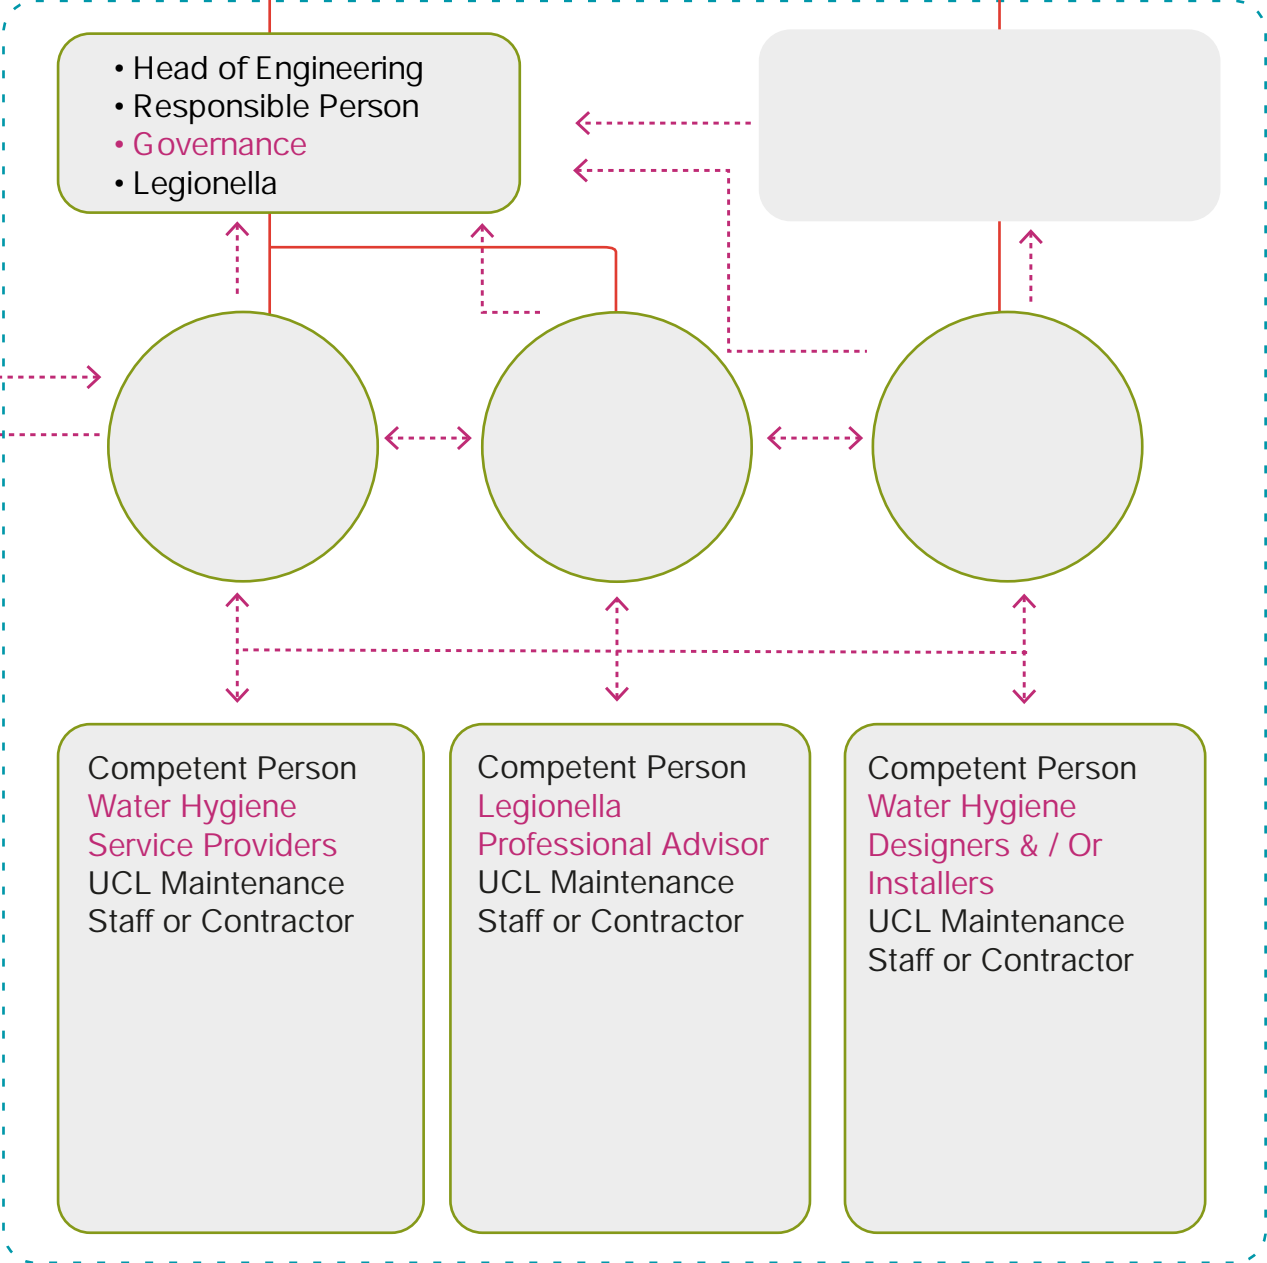 • Head of Engineering
• Responsible Person
• Governance
• Legionella
Competent Person
Water Hygiene
Service Providers
UCL Maintenance
Staff or Contractor
Competent Person
Legionella
Professional Advisor
UCL Maintenance
Staff or Contractor
Competent Person
Water Hygiene
Designers & / Or
Installers
UCL Maintenance
Staff or Contractor